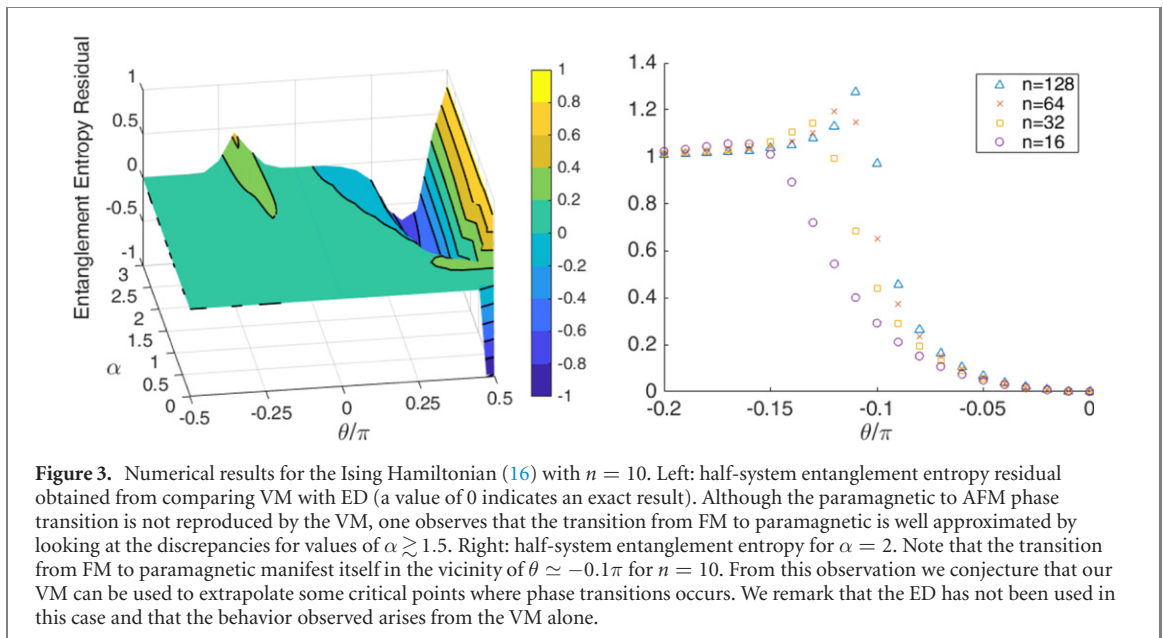 Entanglement Entropy Residual
1
0.5
0
-0.5
-1
3
2.5
2
1.5
1
0.5
0
α
-0.5
-0.25
0
0.25
0.5
θ/π
1
0.8
0.6
0.4
0.2
0
-0.2
-0.4
-0.6
-0.8
-1
1.4
1.2
1
0.8
0.6
0.4
0.2
0
-0.2
-0.15
-0.1
-0.05
0
θ/π
n=128
n=64
n=32
n=16
Figure 3. Numerical results for the Ising Hamiltonian (16) with n = 10. Left: half-system entanglement entropy residual
obtained from comparing VM with ED (a value of 0 indicates an exact result). Although the paramagnetic to AFM phase
transition is not reproduced by the VM, one observes that the transition from FM to paramagnetic is well approximated by
looking at the discrepancies for values of α ≳ 1.5. Right: half-system entanglement entropy for α = 2. Note that the transition
from FM to paramagnetic manifest itself in the vicinity of θ ≃ −0.1π for n = 10. From this observation we conjecture that our
VM can be used to extrapolate some critical points where phase transitions occurs. We remark that the ED has not been used in
this case and that the behavior observed arises from the VM alone.